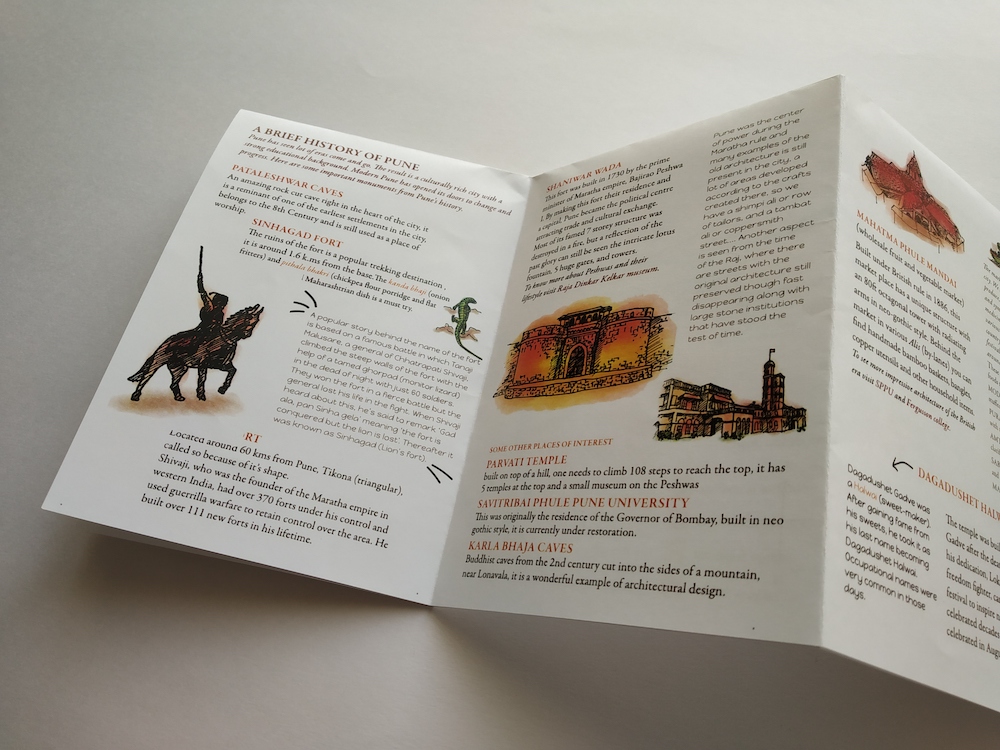 A BRIEF HISTORY OF PUNE
Pune has seen lot of eras come and go. The result is a culturally rich city with a
strong educational background. Modern Pune has opened its doors to change and
progress. Here are some important monuments from Pune's history.
PATALESHWAR CAVES
An amazing rock cut cave right in the heart of the city, it
is a reminant of one of the earliest settlements in the city,
belongs to the 8th Century and is still used as a place of
worship.
SINHAGAD FORT
The ruins of the fort is a popular trekking destination ,
it is around 1.6 k.ms from the base. The kanda bhaji (onion
fritters) and pithala bhakri (chickpea flour porridge and flat
) Maharashtrian dish is a must try.
A popular story behind the name of the fort
is based on a famous battle in which Tanaji
Malusare, a general of Chhatrapati Shivaji,
climbed the steep walls of the fort with the
help of a tamed ghorpad (monitor lizard)
in the dead of night with just 60 soldiers.
They won the fort in a fierce battle but the
general lost his life in the fight. When Shivaji
heard about this, he's said to remark 'Gad
ala, pan Sinha gela' meaning 'the fort is
conquered but the lion is lost'. Thereafter it
was known as Sinhagad (Lion's fort).
RT
Located around 60 kms from Pune, Tikona (triangular),
called so because of it's shape.
Shivaji, who was the founder of the Maratha empire in
western India, had over 370 forts under his control and
used guerrilla warfare to retain control over the area. He
built over 111 new forts in his lifetime.
SHANIWAR WADA
This fort was built in 1730 by the prime
minister of Maratha empire, Bajirao Peshwa
I. By making this fort their residence and
a capital, Pune became the political centre
attracting trade and cultural exchange.
Most of its famed 7 storey structure was
destroyed in a fire, but a reflection of the
past glory can still be seen the intricate lotus
fountain, 5 huge gates, and towers.
To know more about Peshwas and their
lifestyle visit Raja Dinkar Kelkar museum.
Pune was the center
of power during the
Maratha rule and
many examples of the
old architecture is still
present in the city, a
lot of areas developed
according to the crafts
created there, so we
have a shimpi ali or row
of tailors, and a tambat
ali or coppersmith
street.... Another aspect
is seen from the time
of the Raj, where there
are streets with the
original architecture still
preserved though fast
disappearing along with
large stone institutions
that have stood the
test of time.
SOME OTHER PLACES OF INTEREST
PARVATI TEMPLE
built on top of a hill, one needs to climb 108 steps to reach the top, it has
5 temples at the top and a small museum on the Peshwas
SAVITRIBAI PHULE PUNE UNIVERSITY
This was originally the residence of the Governor of Bombay, built in neo
gothic style, it is currently under restoration.
KARLA BHAJA CAVES
Buddhist caves from the 2nd century cut into the sides of a mountain,
near Lonavala, it is a wonderful example of architectural design.
MAHATMA PHULE MANDAI
(wholesale fruit and vegetable market)
Built under British rule in 1886, this
market place has a unique structure with
an 80ft octagonal tower with radiating
arms in neo-gothic style. Behind the
market in various Alis (by-lanes) you can
find handmade bamboo baskets, bangles,
copper utensils and other household items.
To see more impressive architecture of the British
era visit SPPU and Ferguson college.
Dagadushet Gadve was
a Halwai (sweet-maker).
After gaining fame from
his sweets, he took it as
his last name becoming
Dagadushet Halwai.
Occupational names were
very common in those
days.
DAGADUSHET
The temple was
Gadve after the
his dedication,
freedom fighter,
festival to inspire
celebrated decades
celebrated in